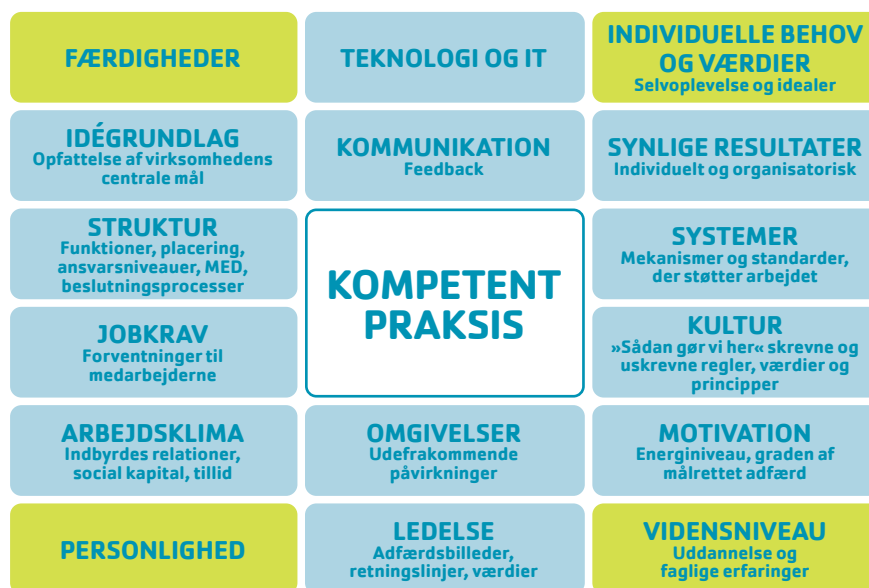 FÆRDIGHEDER
TEKNOLOGI OG IT
INDIVIDUELLE BEHOV
OG VÆRDIER
Selvoplevelse og idealer
IDÉGRUNDLAG
Opfattelse af virksomhedens
centrale mål
KOMMUNIKATION
Feedback
SYNLIGE RESULTATER
Individuelt og organisatorisk
STRUKTUR
Funktioner, placering,
ansvarsniveauer, MED,
beslutningsprocesser
KOMPETENT
PRAKSIS
SYSTEMER
Mekanismer og standarder,
der støtter arbejdet
JOBKRAV
Forventninger til
medarbejderne
KULTUR
»Sådan gør vi her« skrevne og
uskrevne regler, værdier og
principper
ARBEJDSKLIMA
Indbyrdes relationer,
social kapital, tillid
OMGIVELSER
Udefrakommende
påvirkninger
MOTIVATION
Energiniveau, graden af
målrettet adfærd
PERSONLIGHED
LEDELSE
Adfærdsbilleder,
retningslinjer, værdier
VIDENSNIVEAU
Uddannelse og
faglige erfaringer